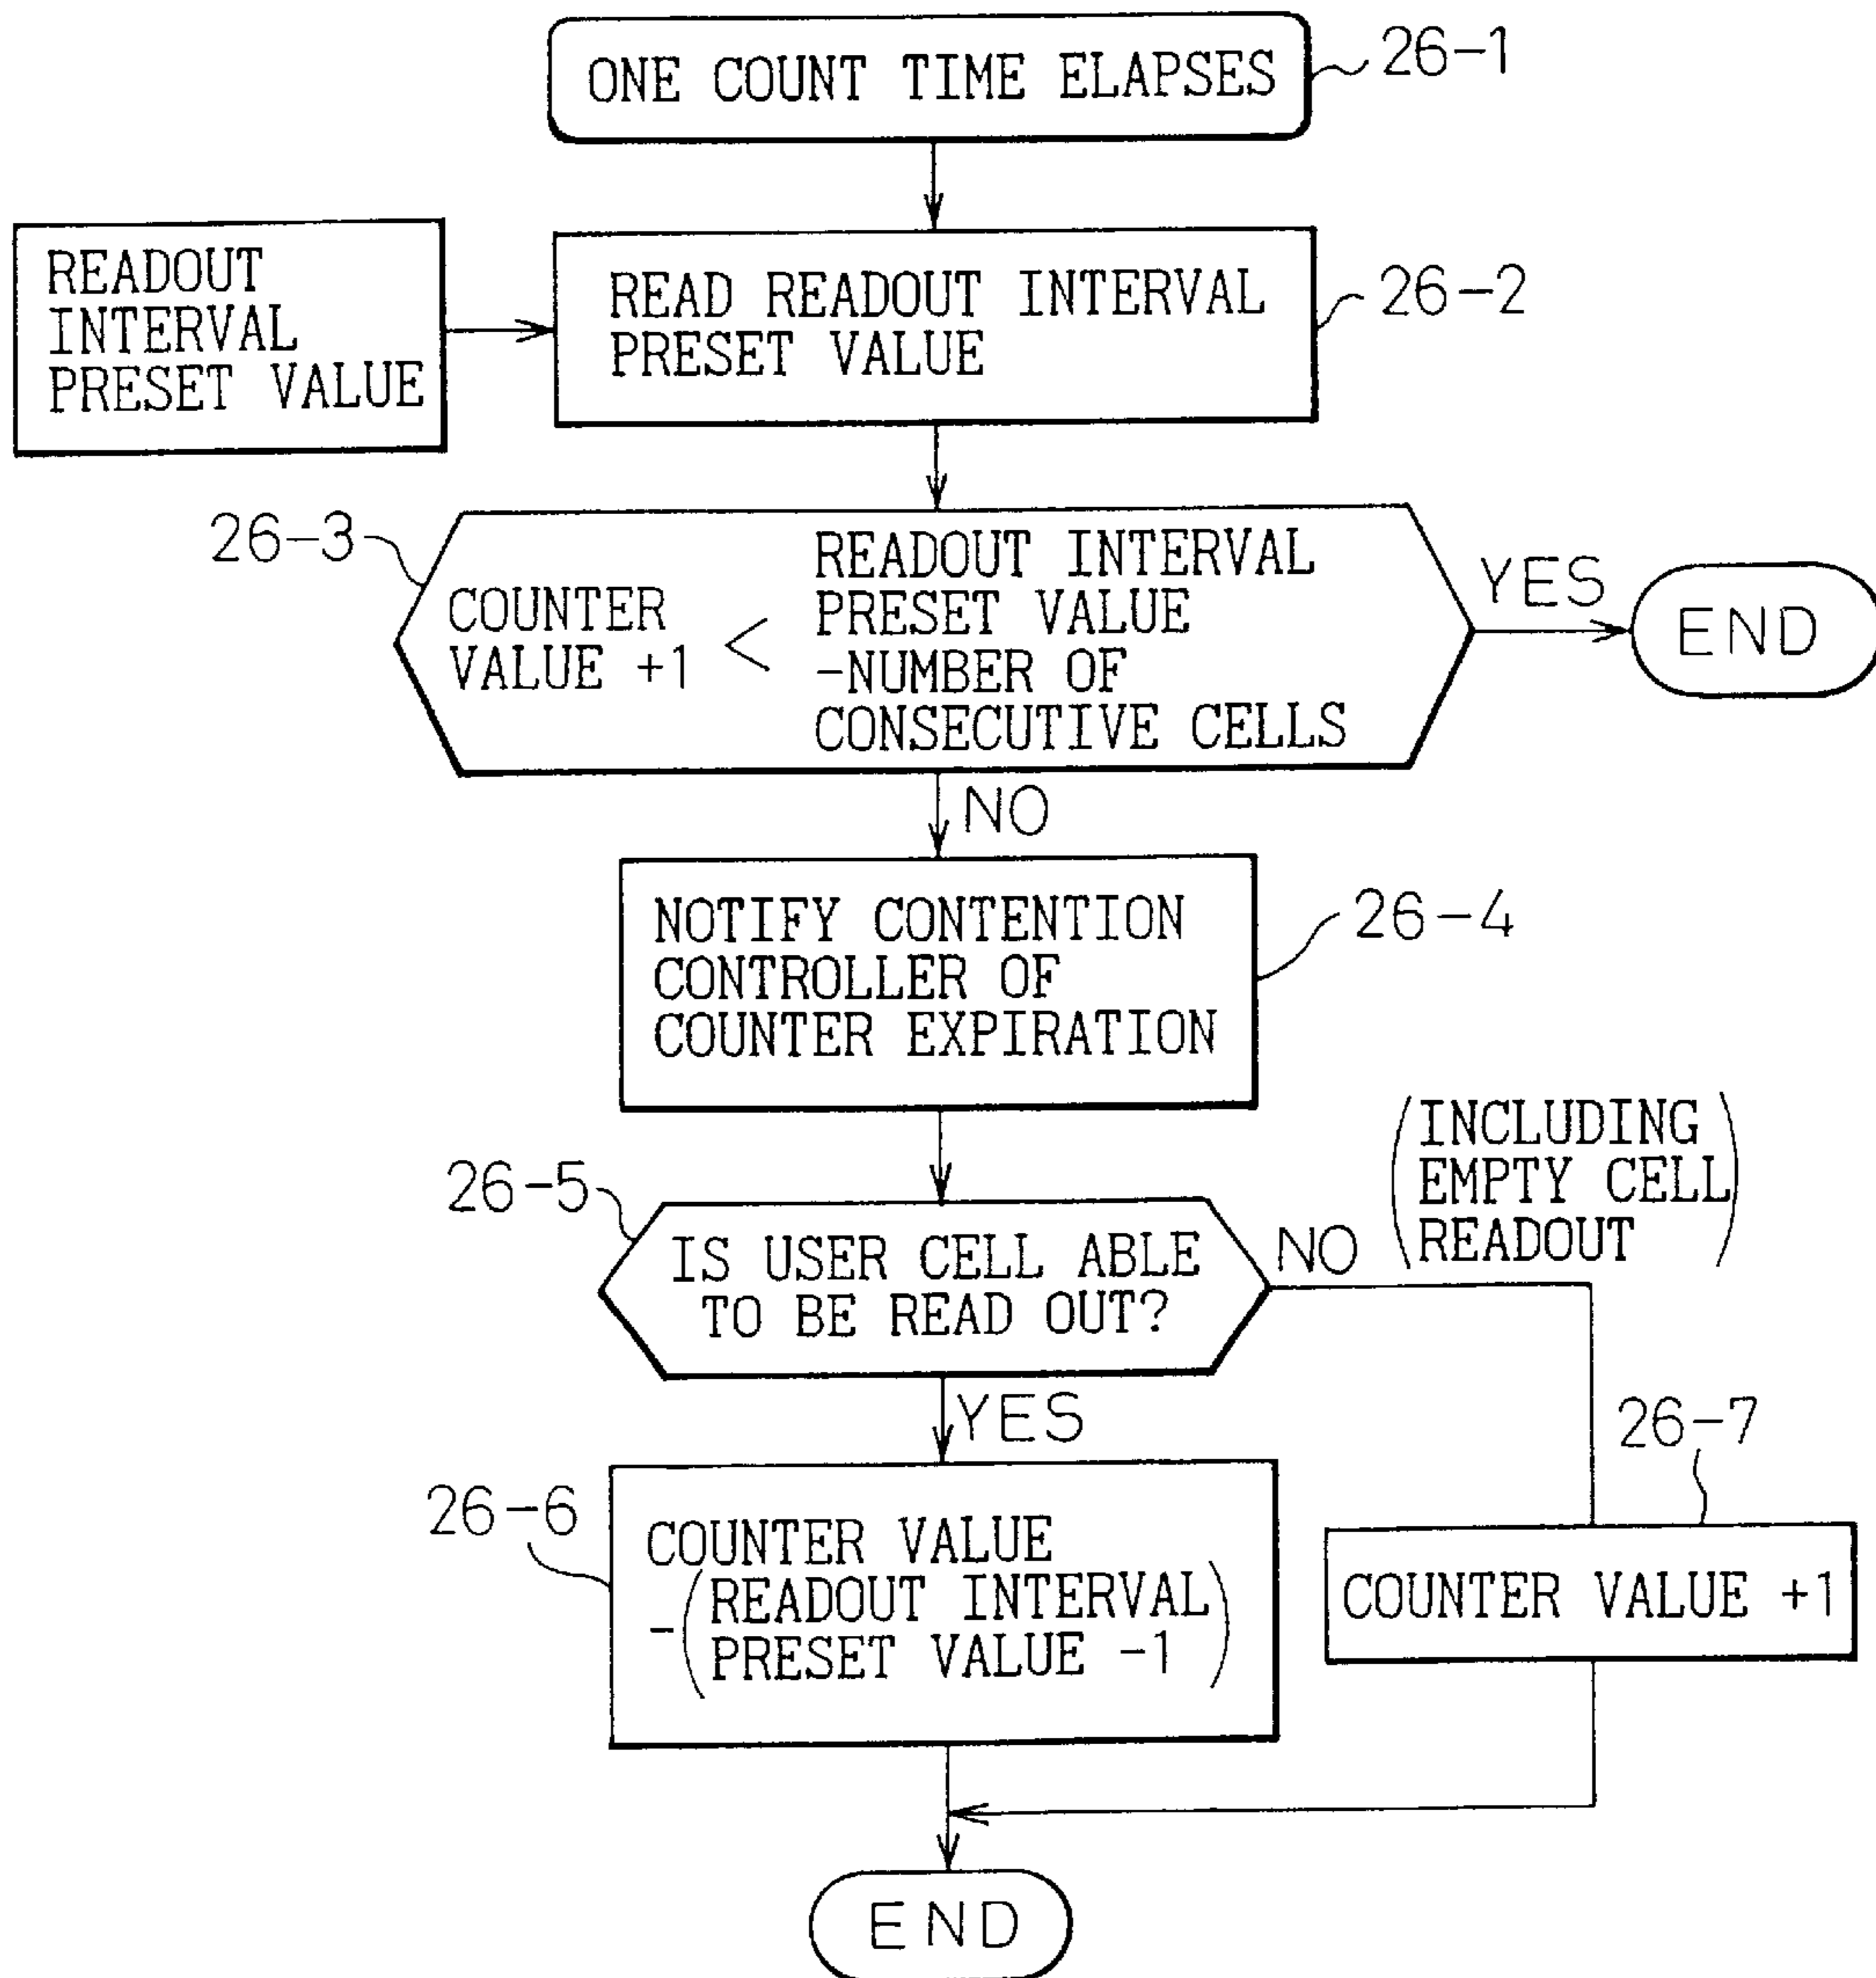 ONE COUNT TIME ELAPSES
26-1
READOUT
INTERVAL
PRESET VALUE
READ READOUT INTERVAL
PRESET VALUE
26-2
26-3
COUNTER
VALUE +1
<
READOUT INTERVAL
PRESET VALUE
-NUMBER OF
CONSECUTIVE CELLS
YES
END
NO
NOTIFY CONTENTION
CONTROLLER OF
COUNTER EXPIRATION
26-4
26-5
IS USER CELL ABLE
TO BE READ OUT?
NO
(INCLUDING
EMPTY CELL
READOUT)
YES
26-6
COUNTER VALUE
-(READOUT INTERVAL
PRESET VALUE -1)
26-7
COUNTER VALUE +1
END